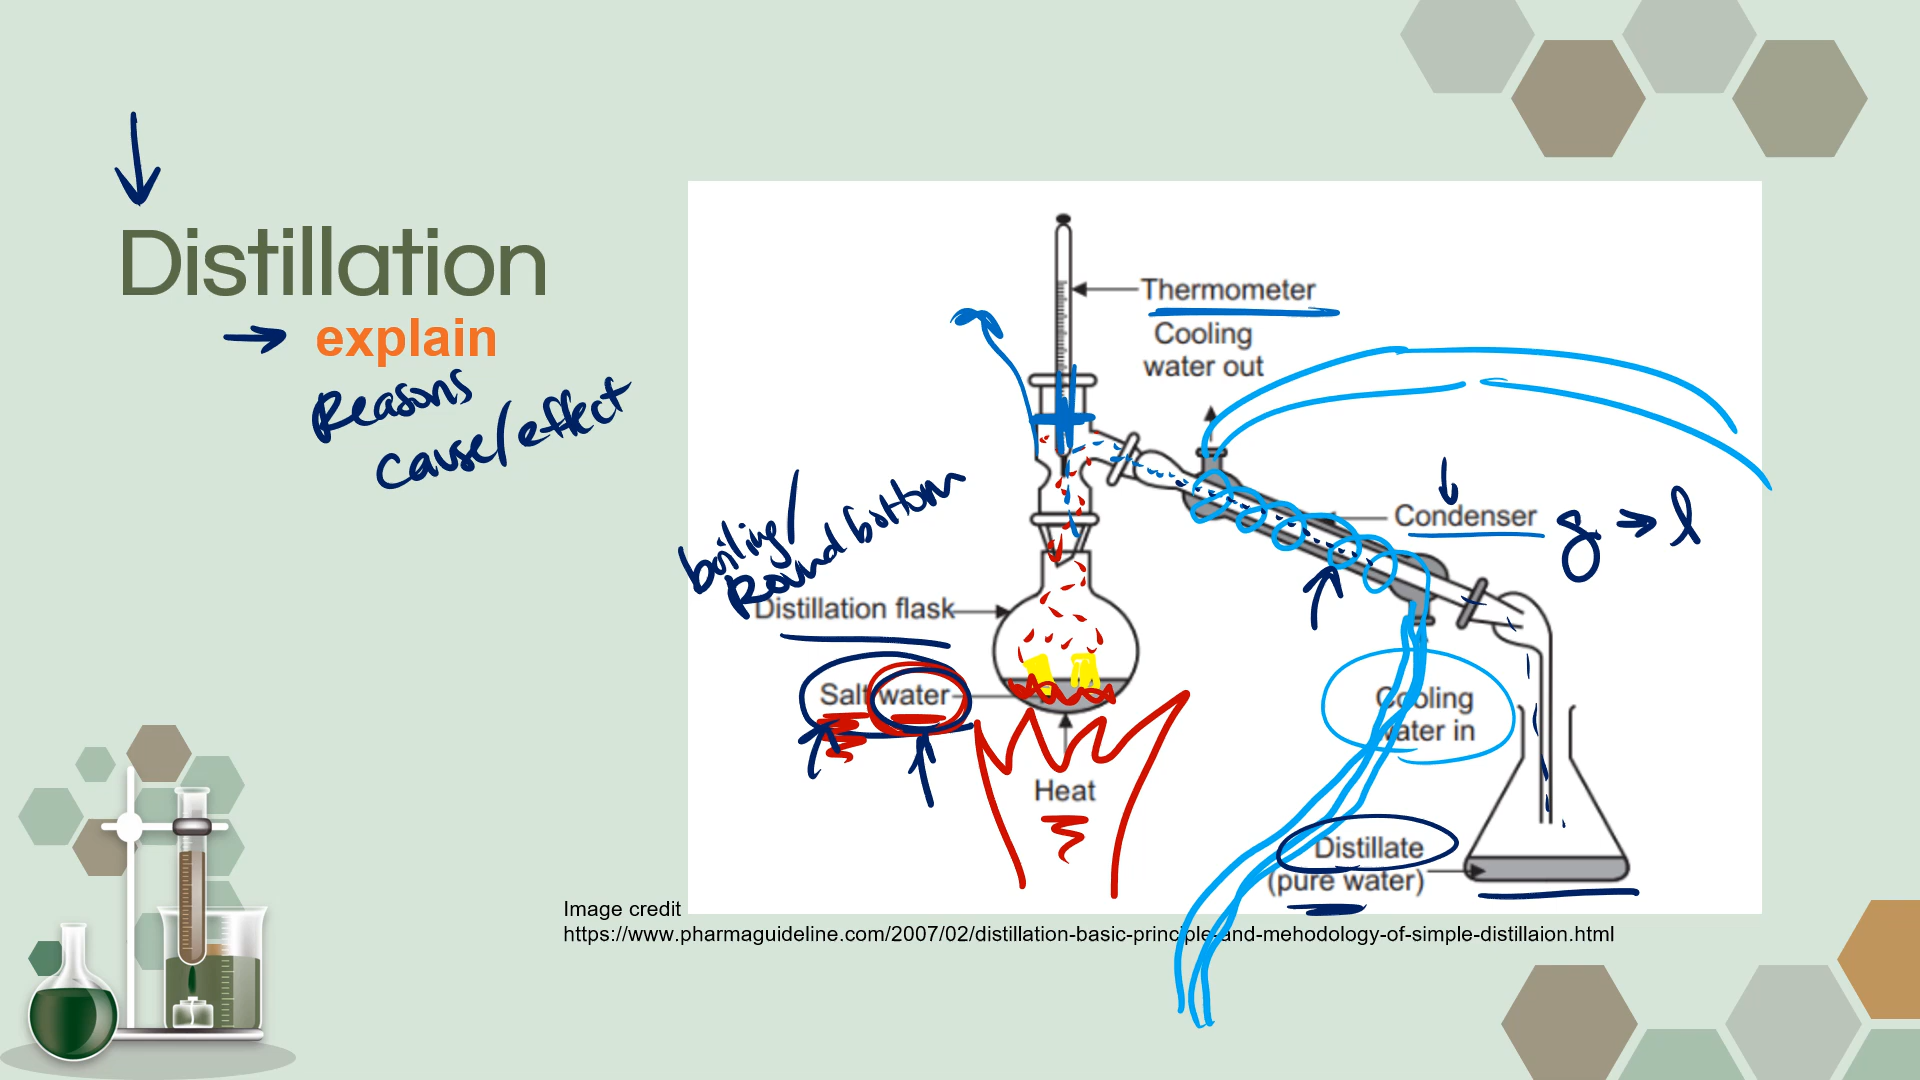 Distillation
explain
Reasons
cause/effect
Thermometer
Cooling
water out
boiling/
Round bottom
Condenser
g → l
Distillation flask
Salt water
Cooling
water in
Heat
Distillate
(pure water)
Image credit
https://www.pharmaguideline.com/2007/02/distillation-basic-principle-and-mehodology-of-simple-distillaion.html